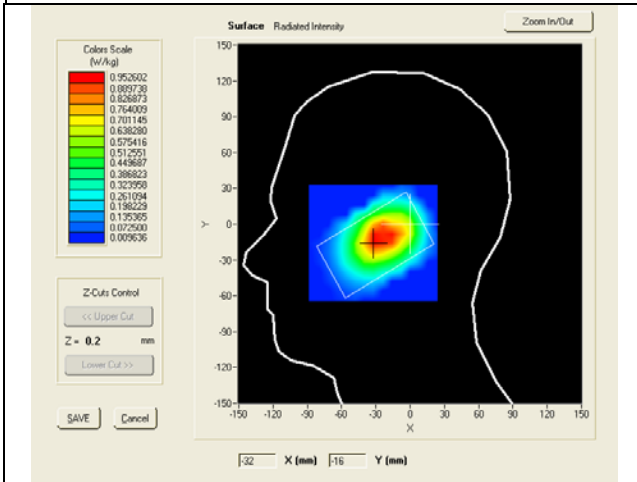 Surface Radiated Intensity
Zoom In/Out
Colors Scale
(W/kg)
0.952602
0.889738
0.826873
0.764009
0.701145
0.638280
0.575416
0.512551
0.449687
0.386823
0.323958
0.261094
0.198229
0.135365
0.072500
0.009636
Z-Cuts Control
<< Upper Cut
Z = 0.2 mm
Lower Cut >>
SAVE Cancel
150
120
90
60
30
0
-30
-60
-90
-120
-150
Y
-150 -120 -90 -60 -30 0 30 60 90 120 150
X
-32 X (mm) -16 Y (mm)